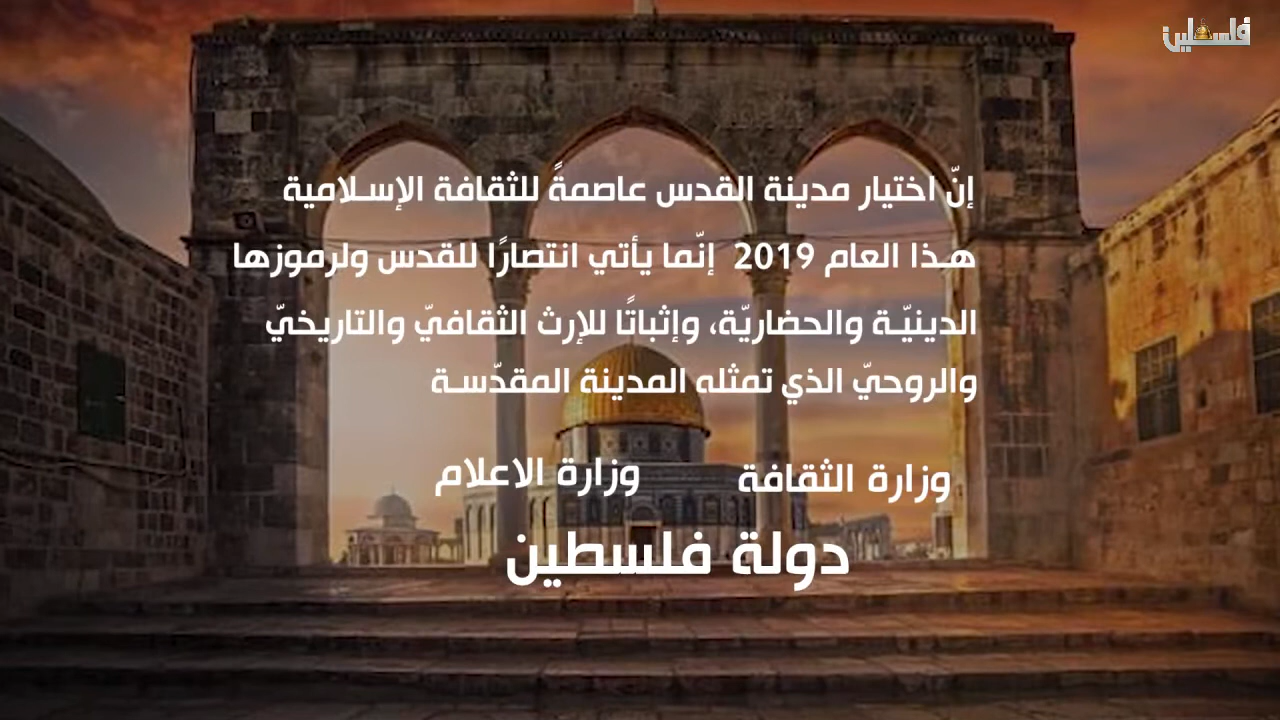 فلسطين
إنّ اختيار مدينة القدس عاصمةً للثقافة الإسلامية
هـذا العام 2019 إنّما يأتي انتصارًا للقدس ولرموزها
الدينيّـة والحضاريّة، وإثباتًا للإرث الثقافيّ والتاريخيّ
والروحيّ الذي تمثله المدينة المقدّسـة
وزارة الثقافة وزارة الاعلام
دولة فلسطين